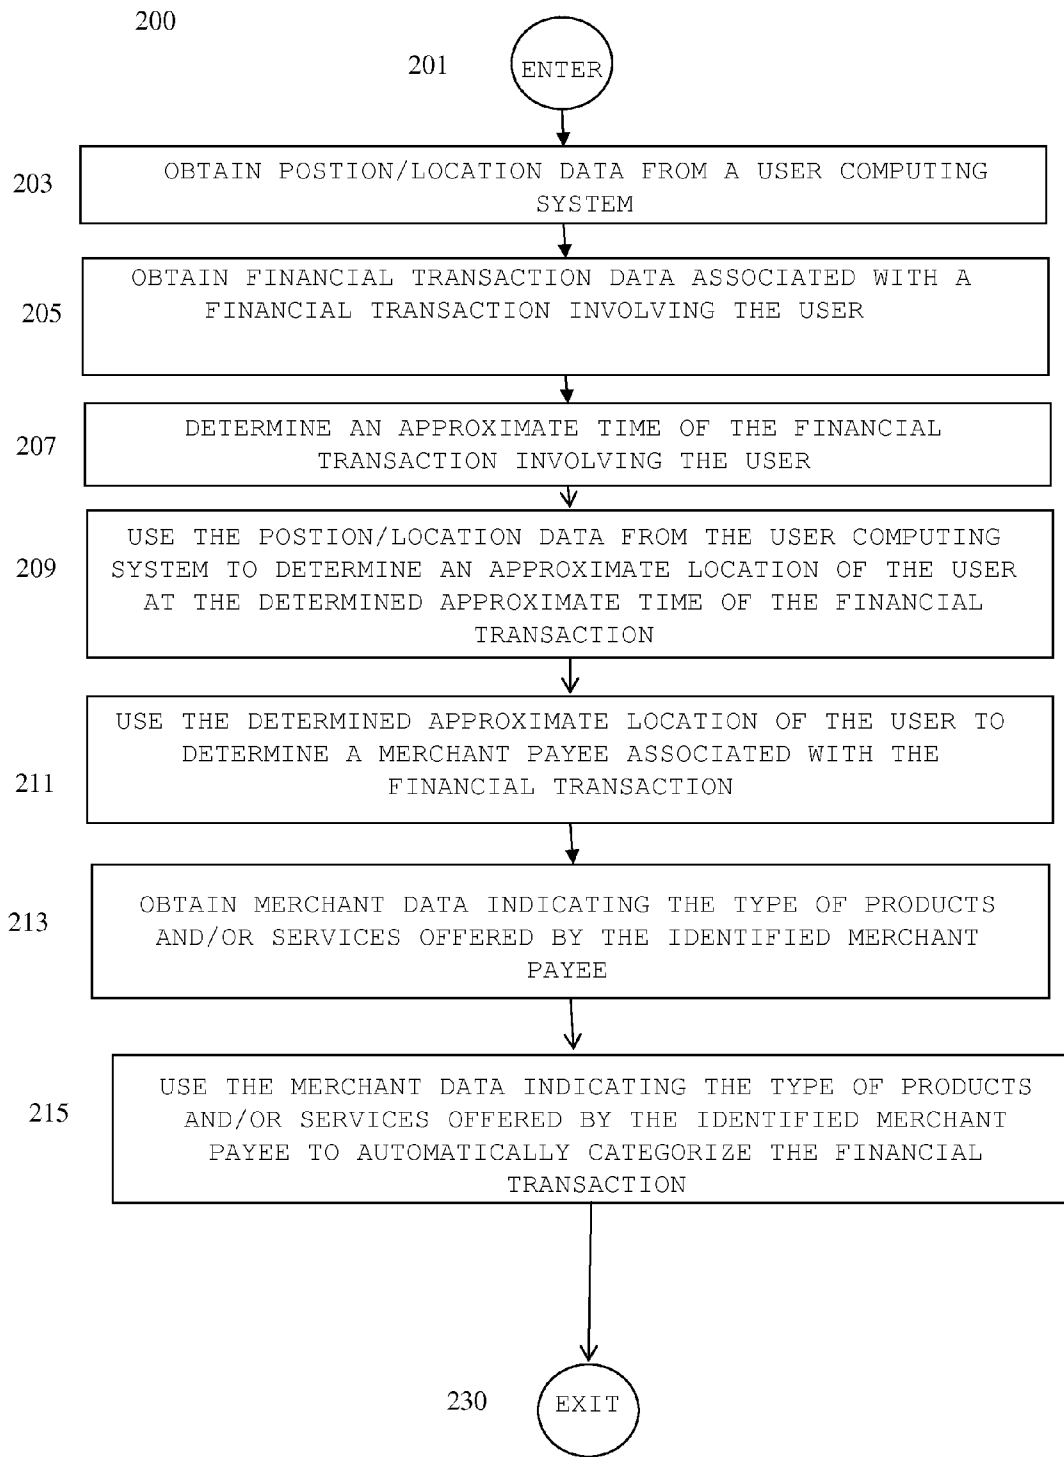 200
201
ENTER
203
OBTAIN POSTION/LOCATION DATA FROM A USER COMPUTING
SYSTEM
205
OBTAIN FINANCIAL TRANSACTION DATA ASSOCIATED WITH A
FINANCIAL TRANSACTION INVOLVING THE USER
207
DETERMINE AN APPROXIMATE TIME OF THE FINANCIAL
TRANSACTION INVOLVING THE USER
209
USE THE POSTION/LOCATION DATA FROM THE USER COMPUTING
SYSTEM TO DETERMINE AN APPROXIMATE LOCATION OF THE USER
AT THE DETERMINED APPROXIMATE TIME OF THE FINANCIAL
TRANSACTION
211
USE THE DETERMINED APPROXIMATE LOCATION OF THE USER TO
DETERMINE A MERCHANT PAYEE ASSOCIATED WITH THE
FINANCIAL TRANSACTION
213
OBTAIN MERCHANT DATA INDICATING THE TYPE OF PRODUCTS
AND/OR SERVICES OFFERED BY THE IDENTIFIED MERCHANT
PAYEE
215
USE THE MERCHANT DATA INDICATING THE TYPE OF PRODUCTS
AND/OR SERVICES OFFERED BY THE IDENTIFIED MERCHANT
PAYEE TO AUTOMATICALLY CATEGORIZE THE FINANCIAL
TRANSACTION
230
EXIT